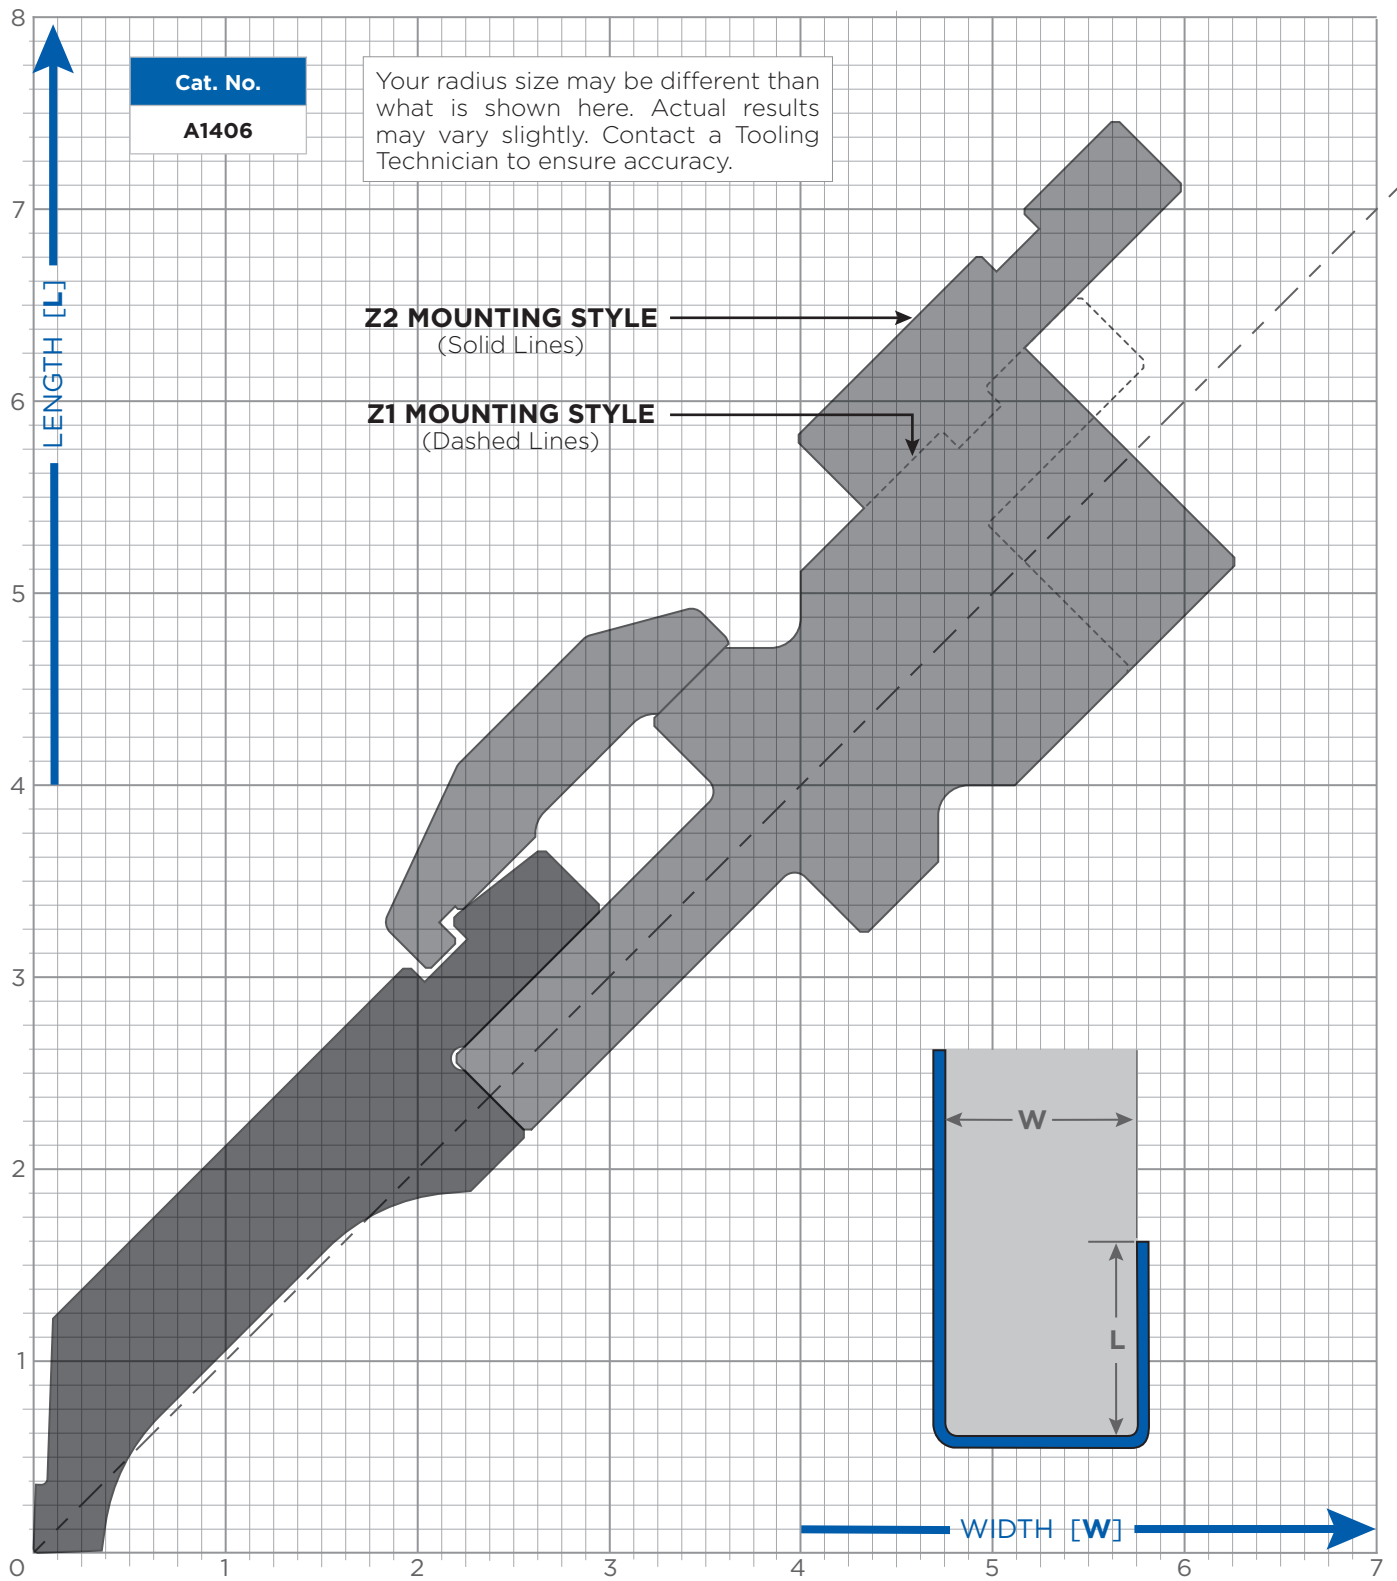 8
Cat. No.
A1406
Your radius size may be different than
what is shown here. Actual results
may vary slightly. Contact a Tooling
Technician to ensure accuracy.
7
LENGTH [L]
Z2 MOUNTING STYLE
(Solid Lines)
6
Z1 MOUNTING STYLE
(Dashed Lines)
5
4
3
W
2
L
1
WIDTH [W]
0
1
2
3
4
5
6
7